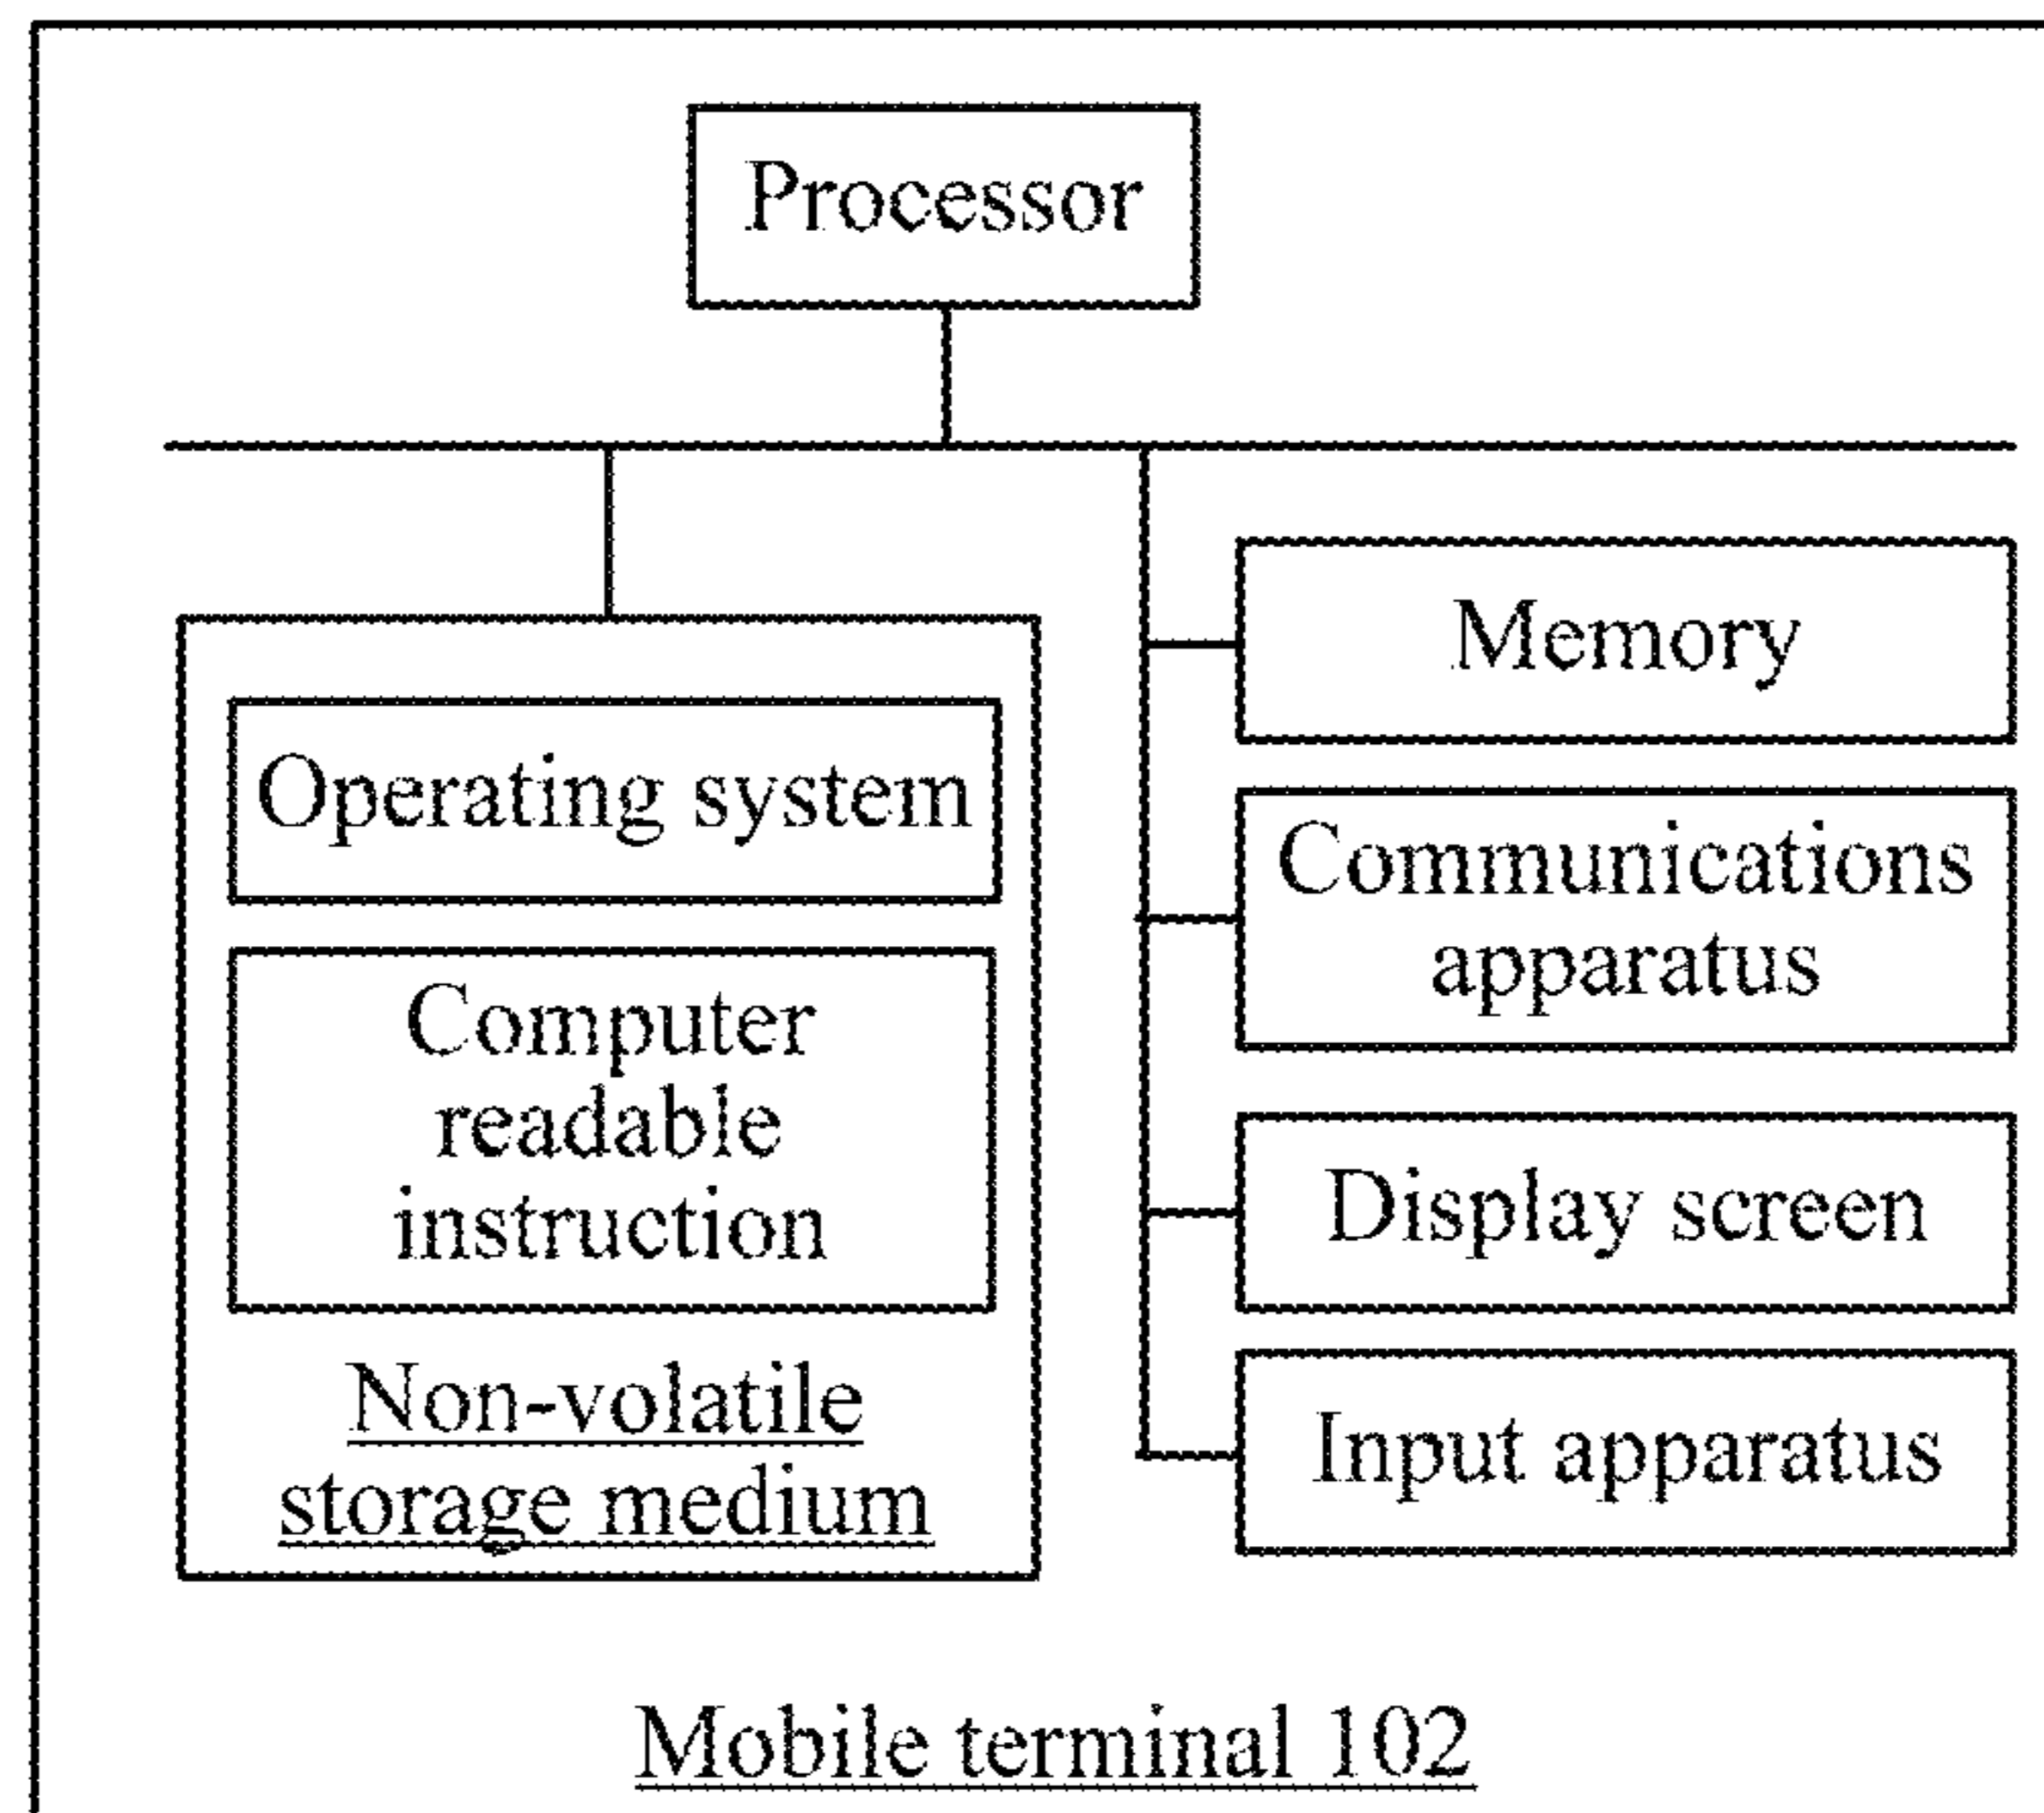 Processor
Operating system
Computer
readable
instruction
Non-volatile
storage medium
Memory
Communications
apparatus
Display screen
Input apparatus
Mobile terminal 102